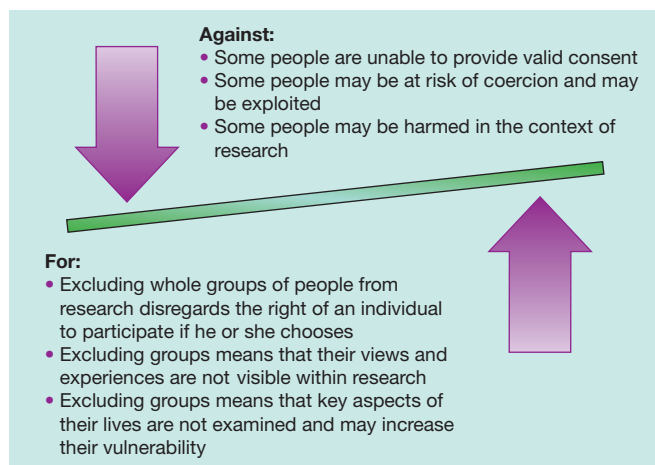 Against:
• Some people are unable to provide valid consent
• Some people may be at risk of coercion and may
be exploited
• Some people may be harmed in the context of
research
For:
• Excluding whole groups of people from
research disregards the right of an individual
to participate if he or she chooses
• Excluding groups means that their views and
experiences are not visible within research
• Excluding groups means that key aspects of
their lives are not examined and may increase
their vulnerability